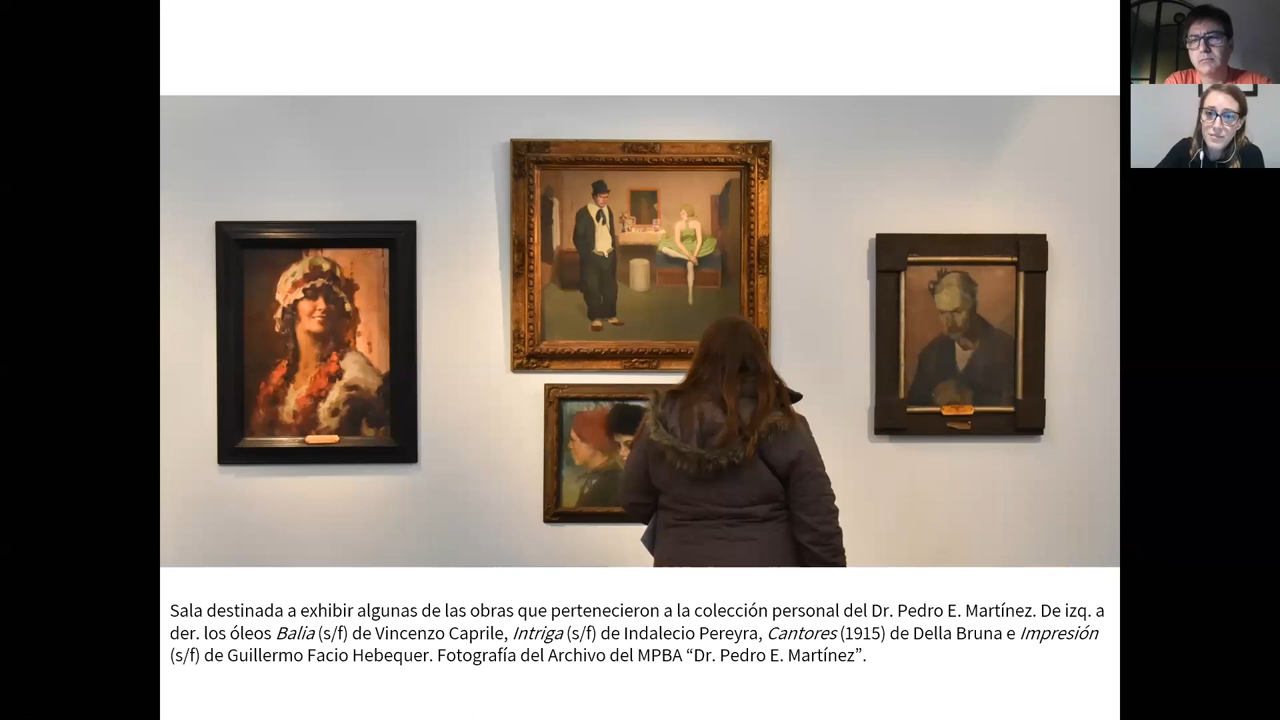 Sala destinada a exhibir algunas de las obras que pertenecieron a la colección personal del Dr. Pedro E. Martínez. De izq. a
der. los óleos Balia (s/f) de Vincenzo Caprile, Intriga (s/f) de Indalecio Pereyra, Cantores (1915) de Della Bruna e Impresión
(s/f) de Guillermo Facio Hebequer. Fotografía del Archivo del MPBA “Dr. Pedro E. Martínez”.